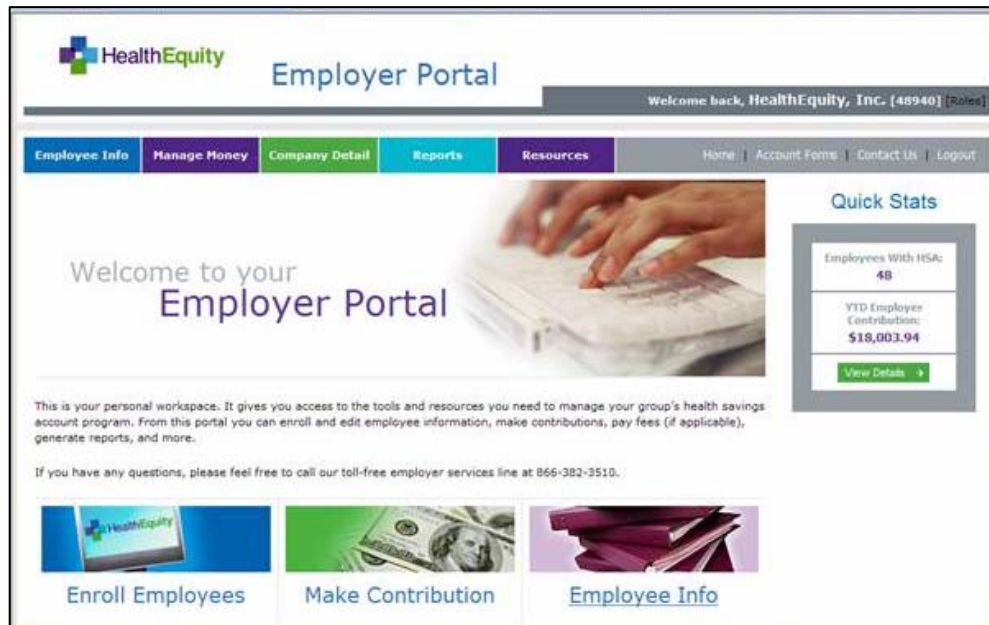 HealthEquity
Employer Portal
Welcome back, HealthEquity, Inc. [48940] [Roles]
Employee Info
Manage Money
Company Detail
Reports
Resources
Home | Account Forms | Contact Us | Logout
Welcome to your
Employer Portal
Quick Stats
Employees With HSA:
48
YTD Employer
Contribution:
$18,003.94
View Details
This is your personal workspace. It gives you access to the tools and resources you need to manage your group's health savings
account program. From this portal you can enroll and edit employee information, make contributions, pay fees (if applicable),
generate reports, and more.
If you have any questions, please feel free to call our toll-free employer services line at 866-382-3510.
HealthEquity
Enroll Employees
Make Contribution
Employee Info